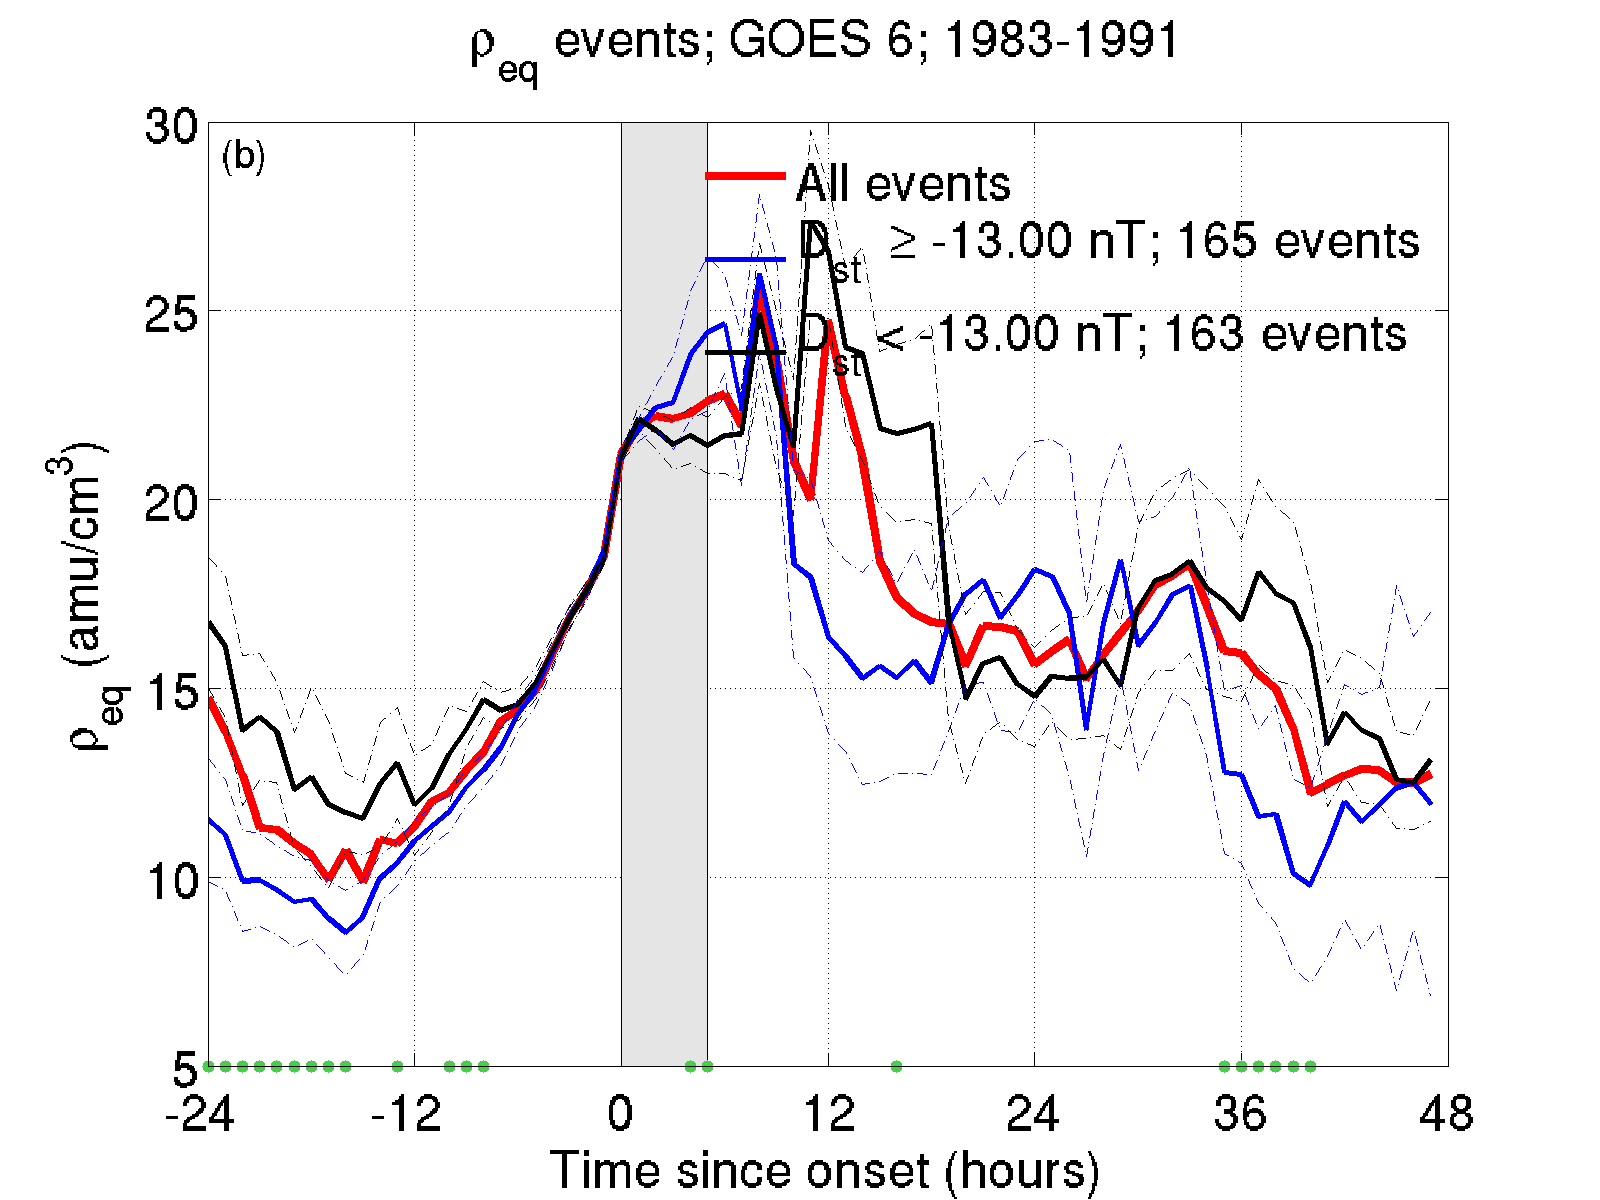 ρeq events; GOES 6; 1983-1991
(b)
All events
Dst ≥ -13.00 nT; 165 events
Dst < -13.00 nT; 163 events
ρeq (amu/cm³)
30
25
20
15
10
5
-24 -12 0 12 24 36 48
Time since onset (hours)